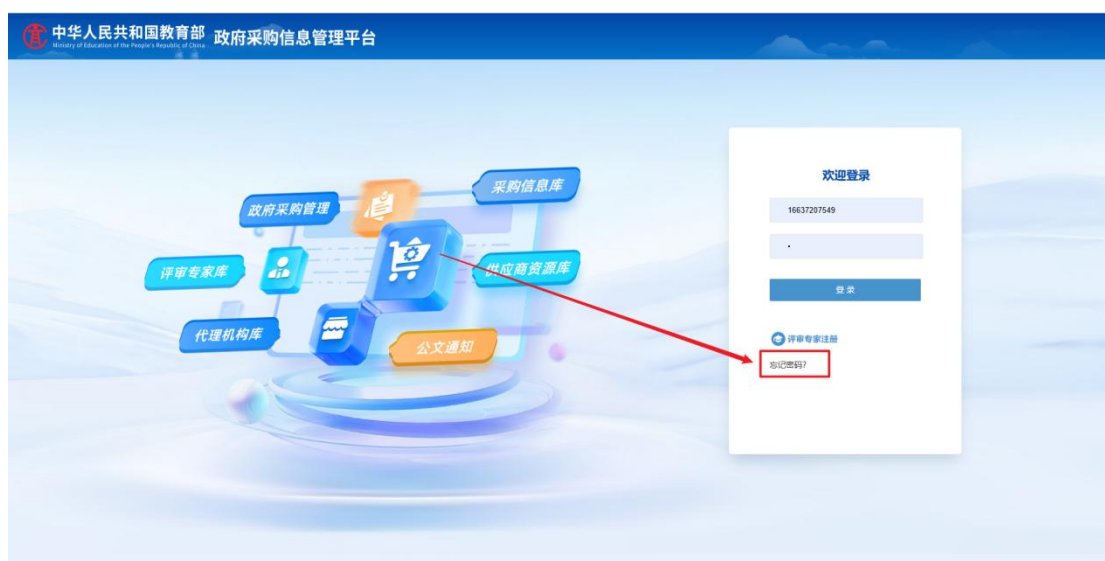 中华人民共和国教育部
Ministry of Education of the People's Republic of China
政府采购信息管理平台
采购信息库
政府采购管理
评审专家库
供应商资源库
代理机构库
公文通知
欢迎登录
16637207549
登 录
评审专家注册
忘记密码?